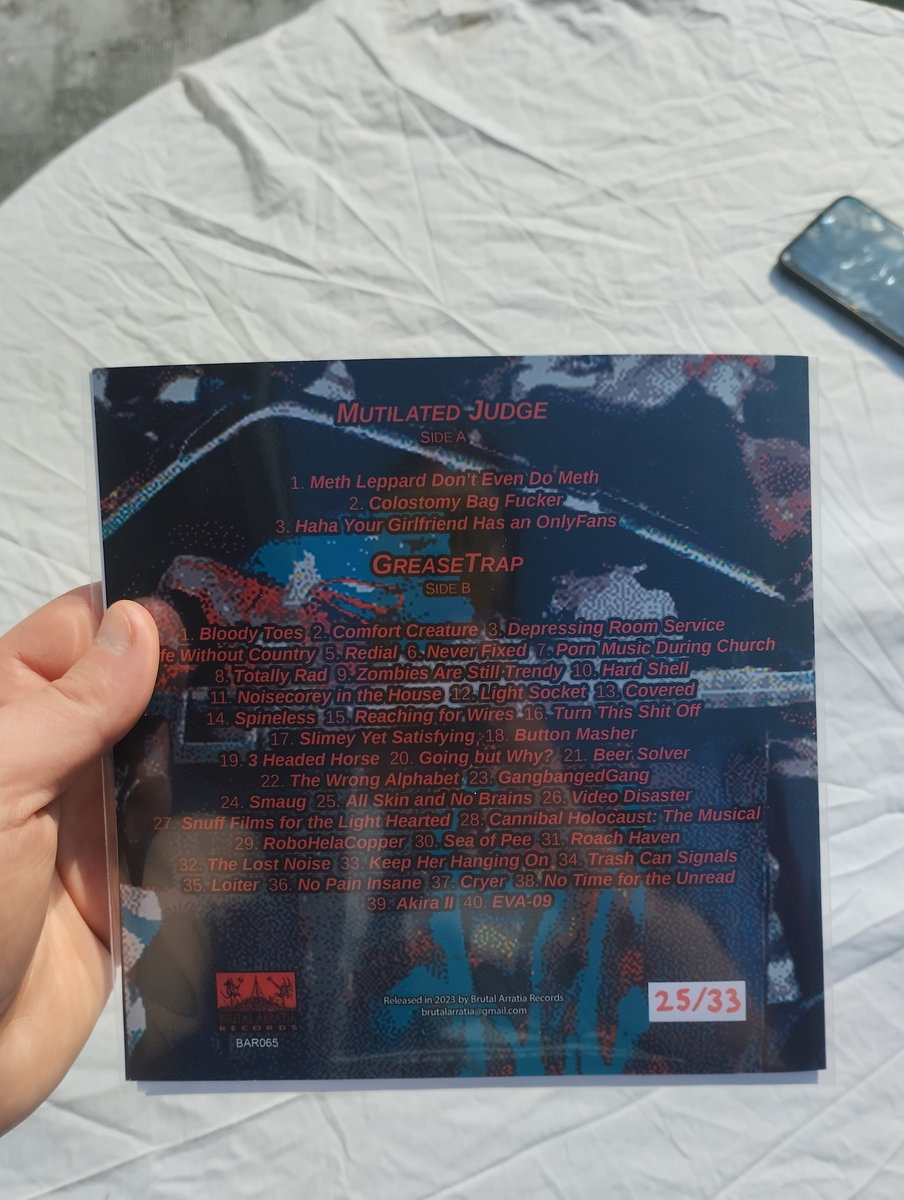 MUTILATED JUDGE
SIDE A
1. Meth Leppard Don't Even Do Meth
2. Colostomy Bag Fucker
3. Haha Your Girlfriend Has an OnlyFans
GREASETRAP
SIDE B
1. Bloody Toes 2. Comfort Creature 3. Depressing Room Service
Without Country 5. Redial 6. Never Fixed 7. Porn Music During Church
8. Totally Rad 9. Zombies Are Still Trendy 10. Hard Shell
11. Noisecorey in the House 12. Light Socket 13. Covered
14. Spineless 15. Reaching for Wires 16. Turn This Shit Off
17. Slimey Yet Satisfying 18. Button Masher
19. 3 Headed Horse 20. Going but Why? 21. Beer Solver
22. The Wrong Alphabet 23. GangbangedGang
24. Smaug 25. All Skin and No Brains 26. Video Disaster
27. Snuff Films for the Light Hearted 28. Cannibal Holocaust: The Musical
29. RoboHelaCopper 30. Sea of Pee 31. Roach Haven
32. The Lost Noise 33. Keep Her Hanging On 34. Trash Can Signals
35. Loiter 36. No Pain Insane 37. Cryer 38. No Time for the Unread
39. Akira II 40. EVA-09
BRUTAL ARRATIA
RECORDS
BAR065
Released in 2023 by Brutal Arratia Records
brutalarratia@gmail.com
25/33